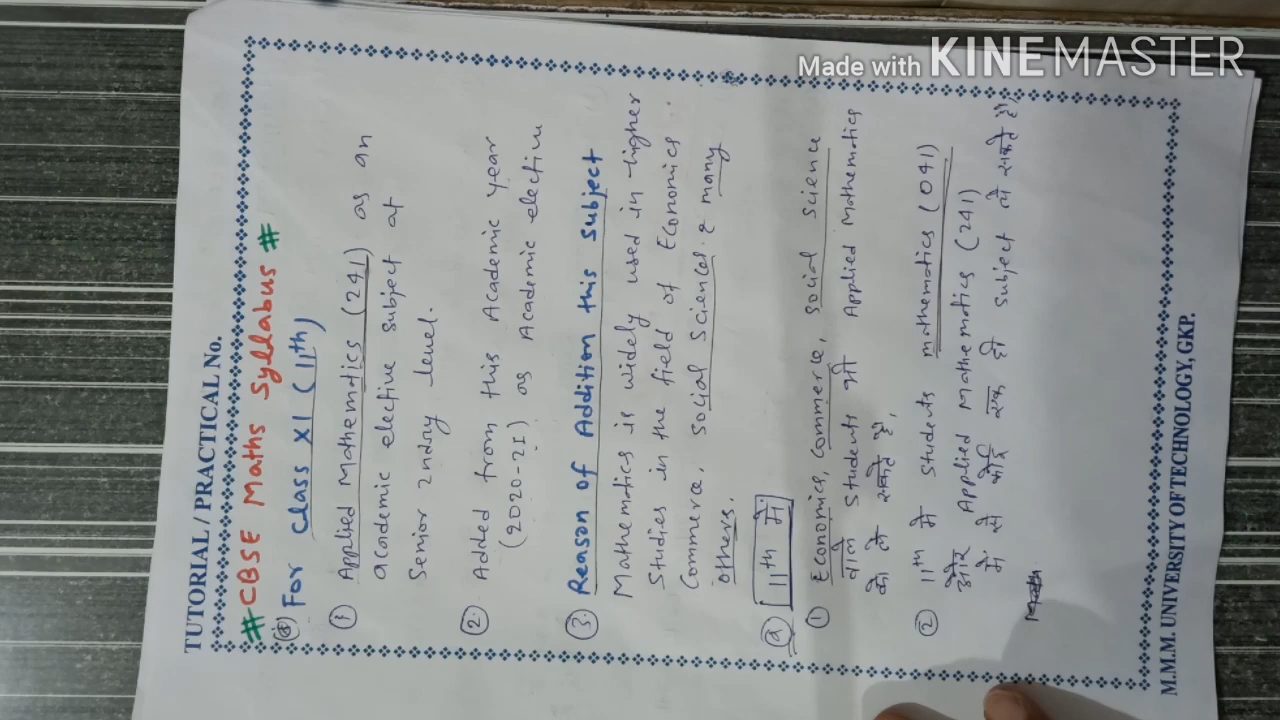 Made with KINEMASTER
TUTORIAL / PRACTICAL No.
# CBSE Maths Syllabus #
(*) For Class XI (11th)
① Applied Mathematics (241) as an
academic elective subject at
Senior 2ndry level.
② Added from this Academic year
(2020-21) as Academic elective
③ Reason of Addition this subject
Mathematics is widely used in higher
Studies in the field of Economics.
Commerce, Social Sciences & many
others.
(a) 11th में
① Economics, Commerce, Social Science
वाले Students भी Applied Mathematics
को ले सकते हैं,
② 11th मे Students mathematics (041)
और Applied Mathematics (241)
में से कोई एक ही subject ले सकते हैं,
Math
M.M.M. UNIVERSITY OF TECHNOLOGY, GKP.